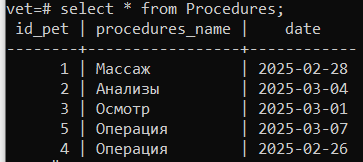 vet=# select * from Procedures;
id_pet | procedures_name | date
--------+-----------------+------------
1 | Массаж | 2025-02-28
2 | Анализы | 2025-03-04
3 | Осмотр | 2025-03-01
5 | Операция | 2025-03-07
4 | Операция | 2025-02-26